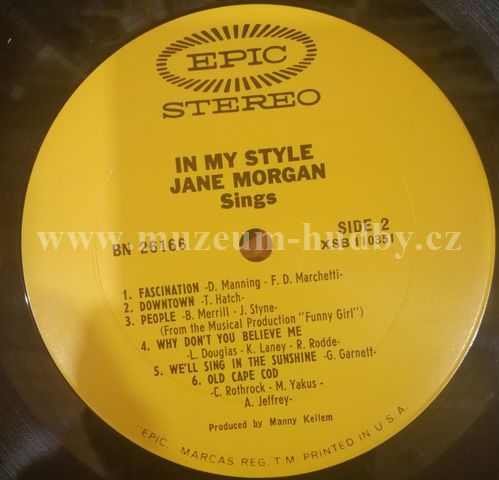 EPIC
STEREO
IN MY STYLE
JANE MORGAN
Sings
SIDE 2
BN 26166
XSB 110351
www.muzeum-hudby.cz
1. FASCINATION -D. Manning - F. D. Marchetti-
2. DOWNTOWN -T. Hatch-
3. PEOPLE -B. Merrill - J. Styne-
(From the Musical Production "Funny Girl")
4. WHY DON'T YOU BELIEVE ME
-L. Douglas - K. Laney - R. Rodde-
5. WE'LL SING IN THE SUNSHINE -G. Garnett-
6. OLD CAPE COD
-C. Rothrock - M. Yakus -
A. Jeffrey-
Produced by Manny Kellem
EPIC. MARCAS REG. T.M. PRINTED IN U.S.A.